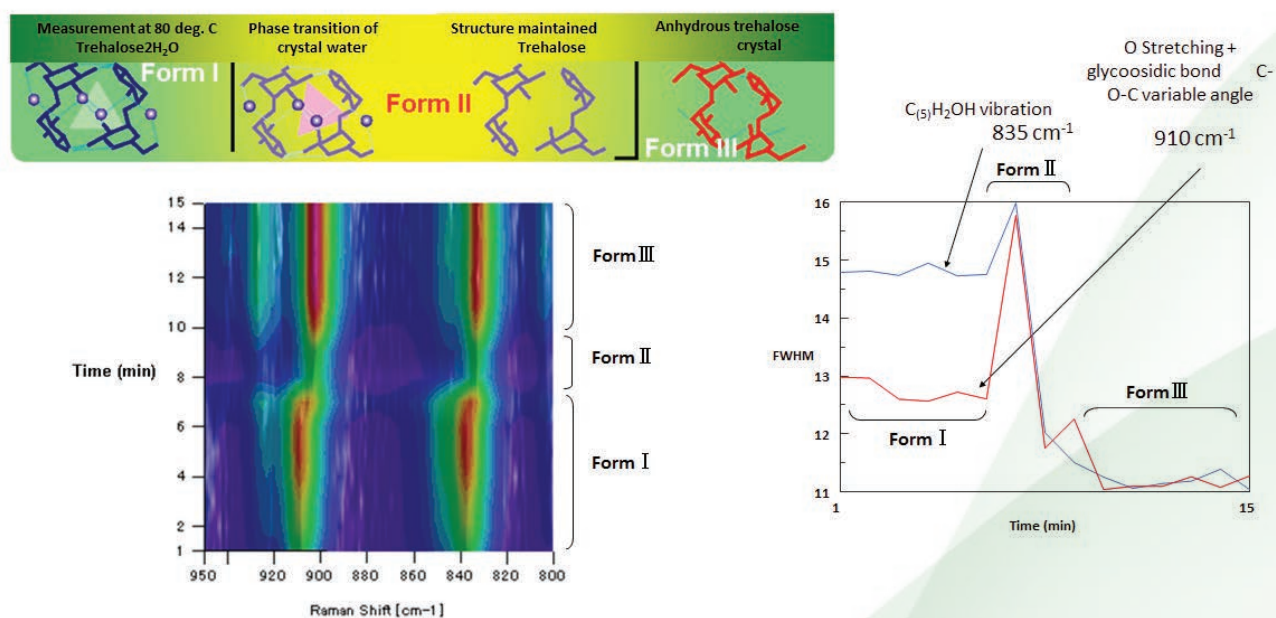 Measurement at 80 deg. C
Trehalose2H₂O
Phase transition of
crystal water
Structure maintained
Trehalose
Anhydrous trehalose
crystal
Form I
Form II
Form III
O Stretching +
glycoosidic bond C-
O-C variable angle
910 cm⁻¹
C(5)H₂OH vibration
835 cm⁻¹
Time (min)
15
14
12
10
8
6
4
2
1
950
920
900
880
860
840
820
800
Raman Shift [cm-1]
Form Ⅲ
Form Ⅱ
Form Ⅰ
Form Ⅱ
FWHM
16
15
14
13
12
11
Form Ⅰ
Form Ⅲ
1
15
Time (min)